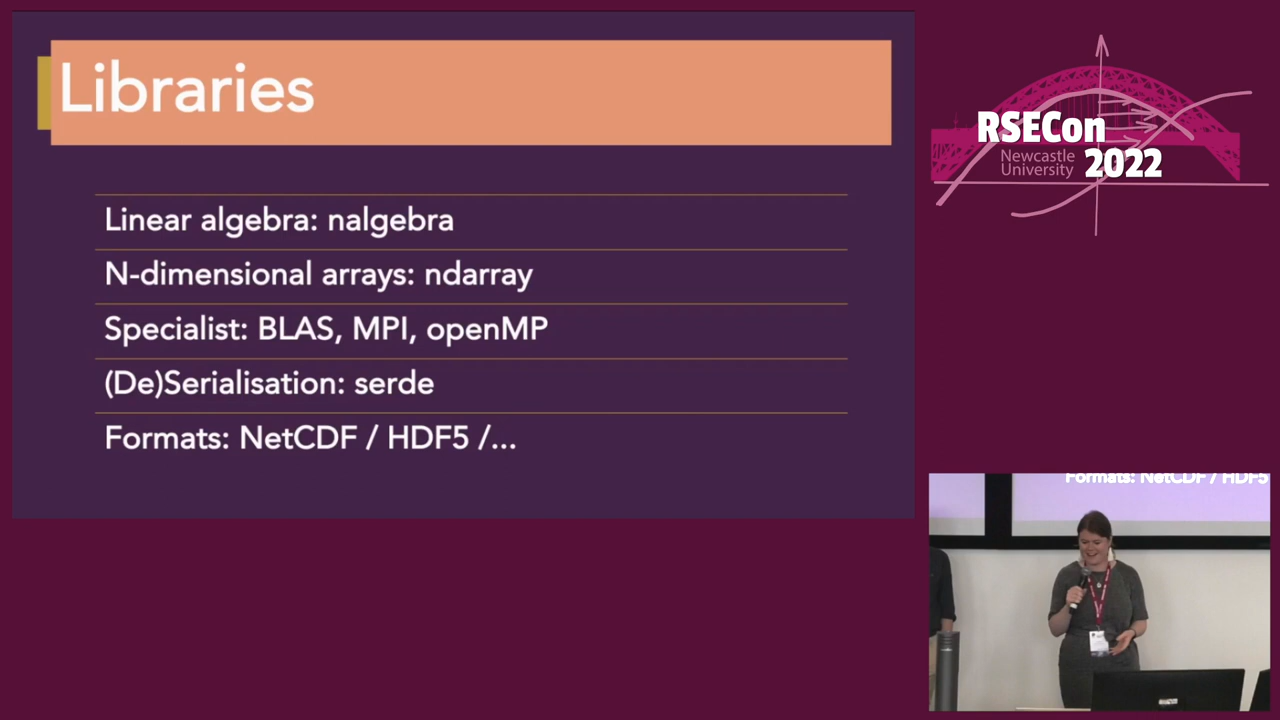 Libraries
Linear algebra: nalgebra
N-dimensional arrays: ndarray
Specialist: BLAS, MPI, openMP
(De)Serialisation: serde
Formats: NetCDF / HDF5 /...
RSECon
Newcastle
University
2022
Formats: NetCDF / HDF5